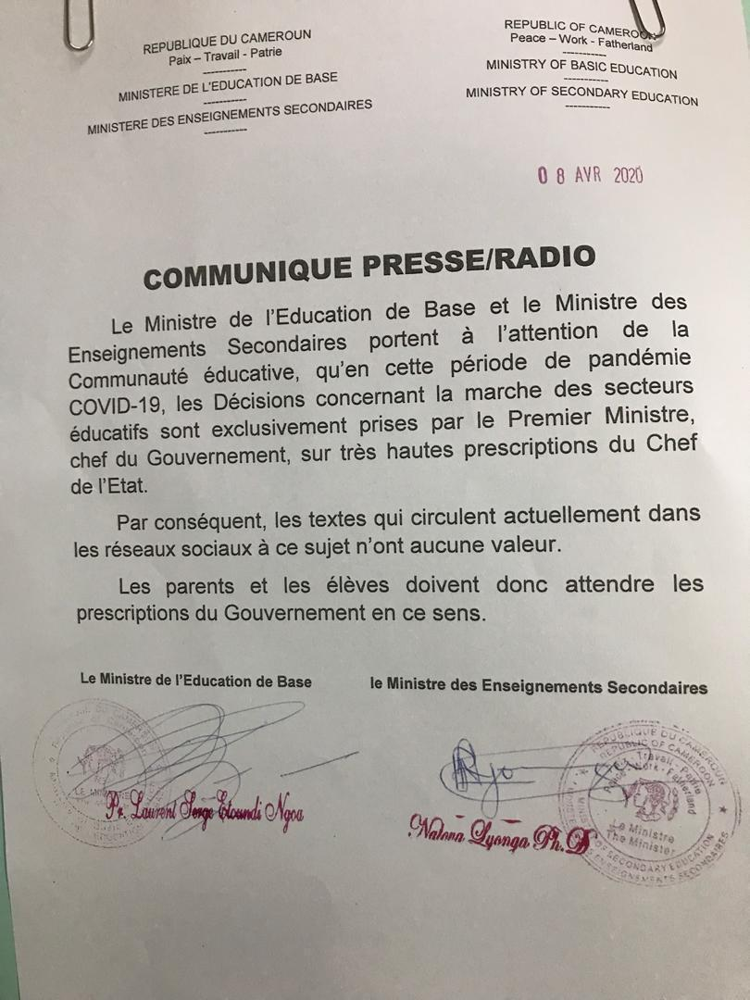 REPUBLIQUE DU CAMEROUN
Paix – Travail - Patrie
-----------
MINISTERE DE L'EDUCATION DE BASE
-----------
MINISTERE DES ENSEIGNEMENTS SECONDAIRES
-----------
REPUBLIC OF CAMEROON
Peace – Work - Fatherland
-----------
MINISTRY OF BASIC EDUCATION
-----------
MINISTRY OF SECONDARY EDUCATION
-----------
08 AVR 2020
COMMUNIQUE PRESSE/RADIO
Le Ministre de l'Education de Base et le Ministre des
Enseignements Secondaires portent à l'attention de la
Communauté éducative, qu'en cette période de pandémie
COVID-19, les Décisions concernant la marche des secteurs
éducatifs sont exclusivement prises par le Premier Ministre,
chef du Gouvernement, sur très hautes prescriptions du Chef
de l'Etat.
Par conséquent, les textes qui circulent actuellement dans
les réseaux sociaux à ce sujet n'ont aucune valeur.
Les parents et les élèves doivent donc attendre les
prescriptions du Gouvernement en ce sens.
Le Ministre de l'Education de Base
le Ministre des Enseignements Secondaires
Pr. Laurent Serge Etoundi Ngoa
Nalova Lyonga Ph.D
REPUBLIQUE DU CAMEROUN
REPUBLIC OF CAMEROON
Travail - Patrie
Work - Fatherland
Le Ministre
The Minister
OF SECONDARY EDUCATION
ENSEIGNEMENTS SECONDAIRES